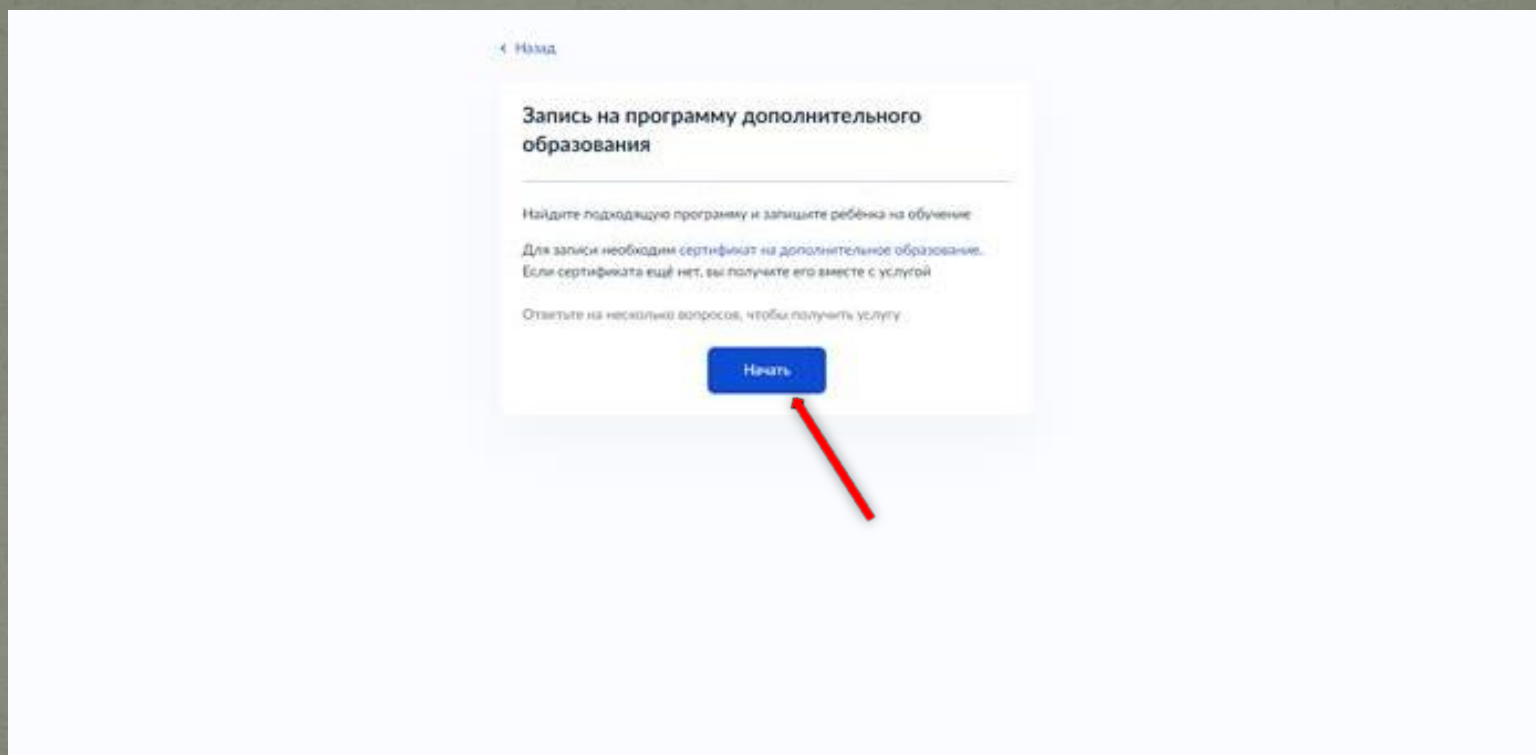 Назад
Запись на программу дополнительного
образования
Найдите подходящую программу и запишите ребёнка на обучение
Для записи необходим сертификат на дополнительное образование.
Если сертификата ещё нет, вы получите его вместе с услугой
Ответьте на несколько вопросов, чтобы получить услугу
Начать